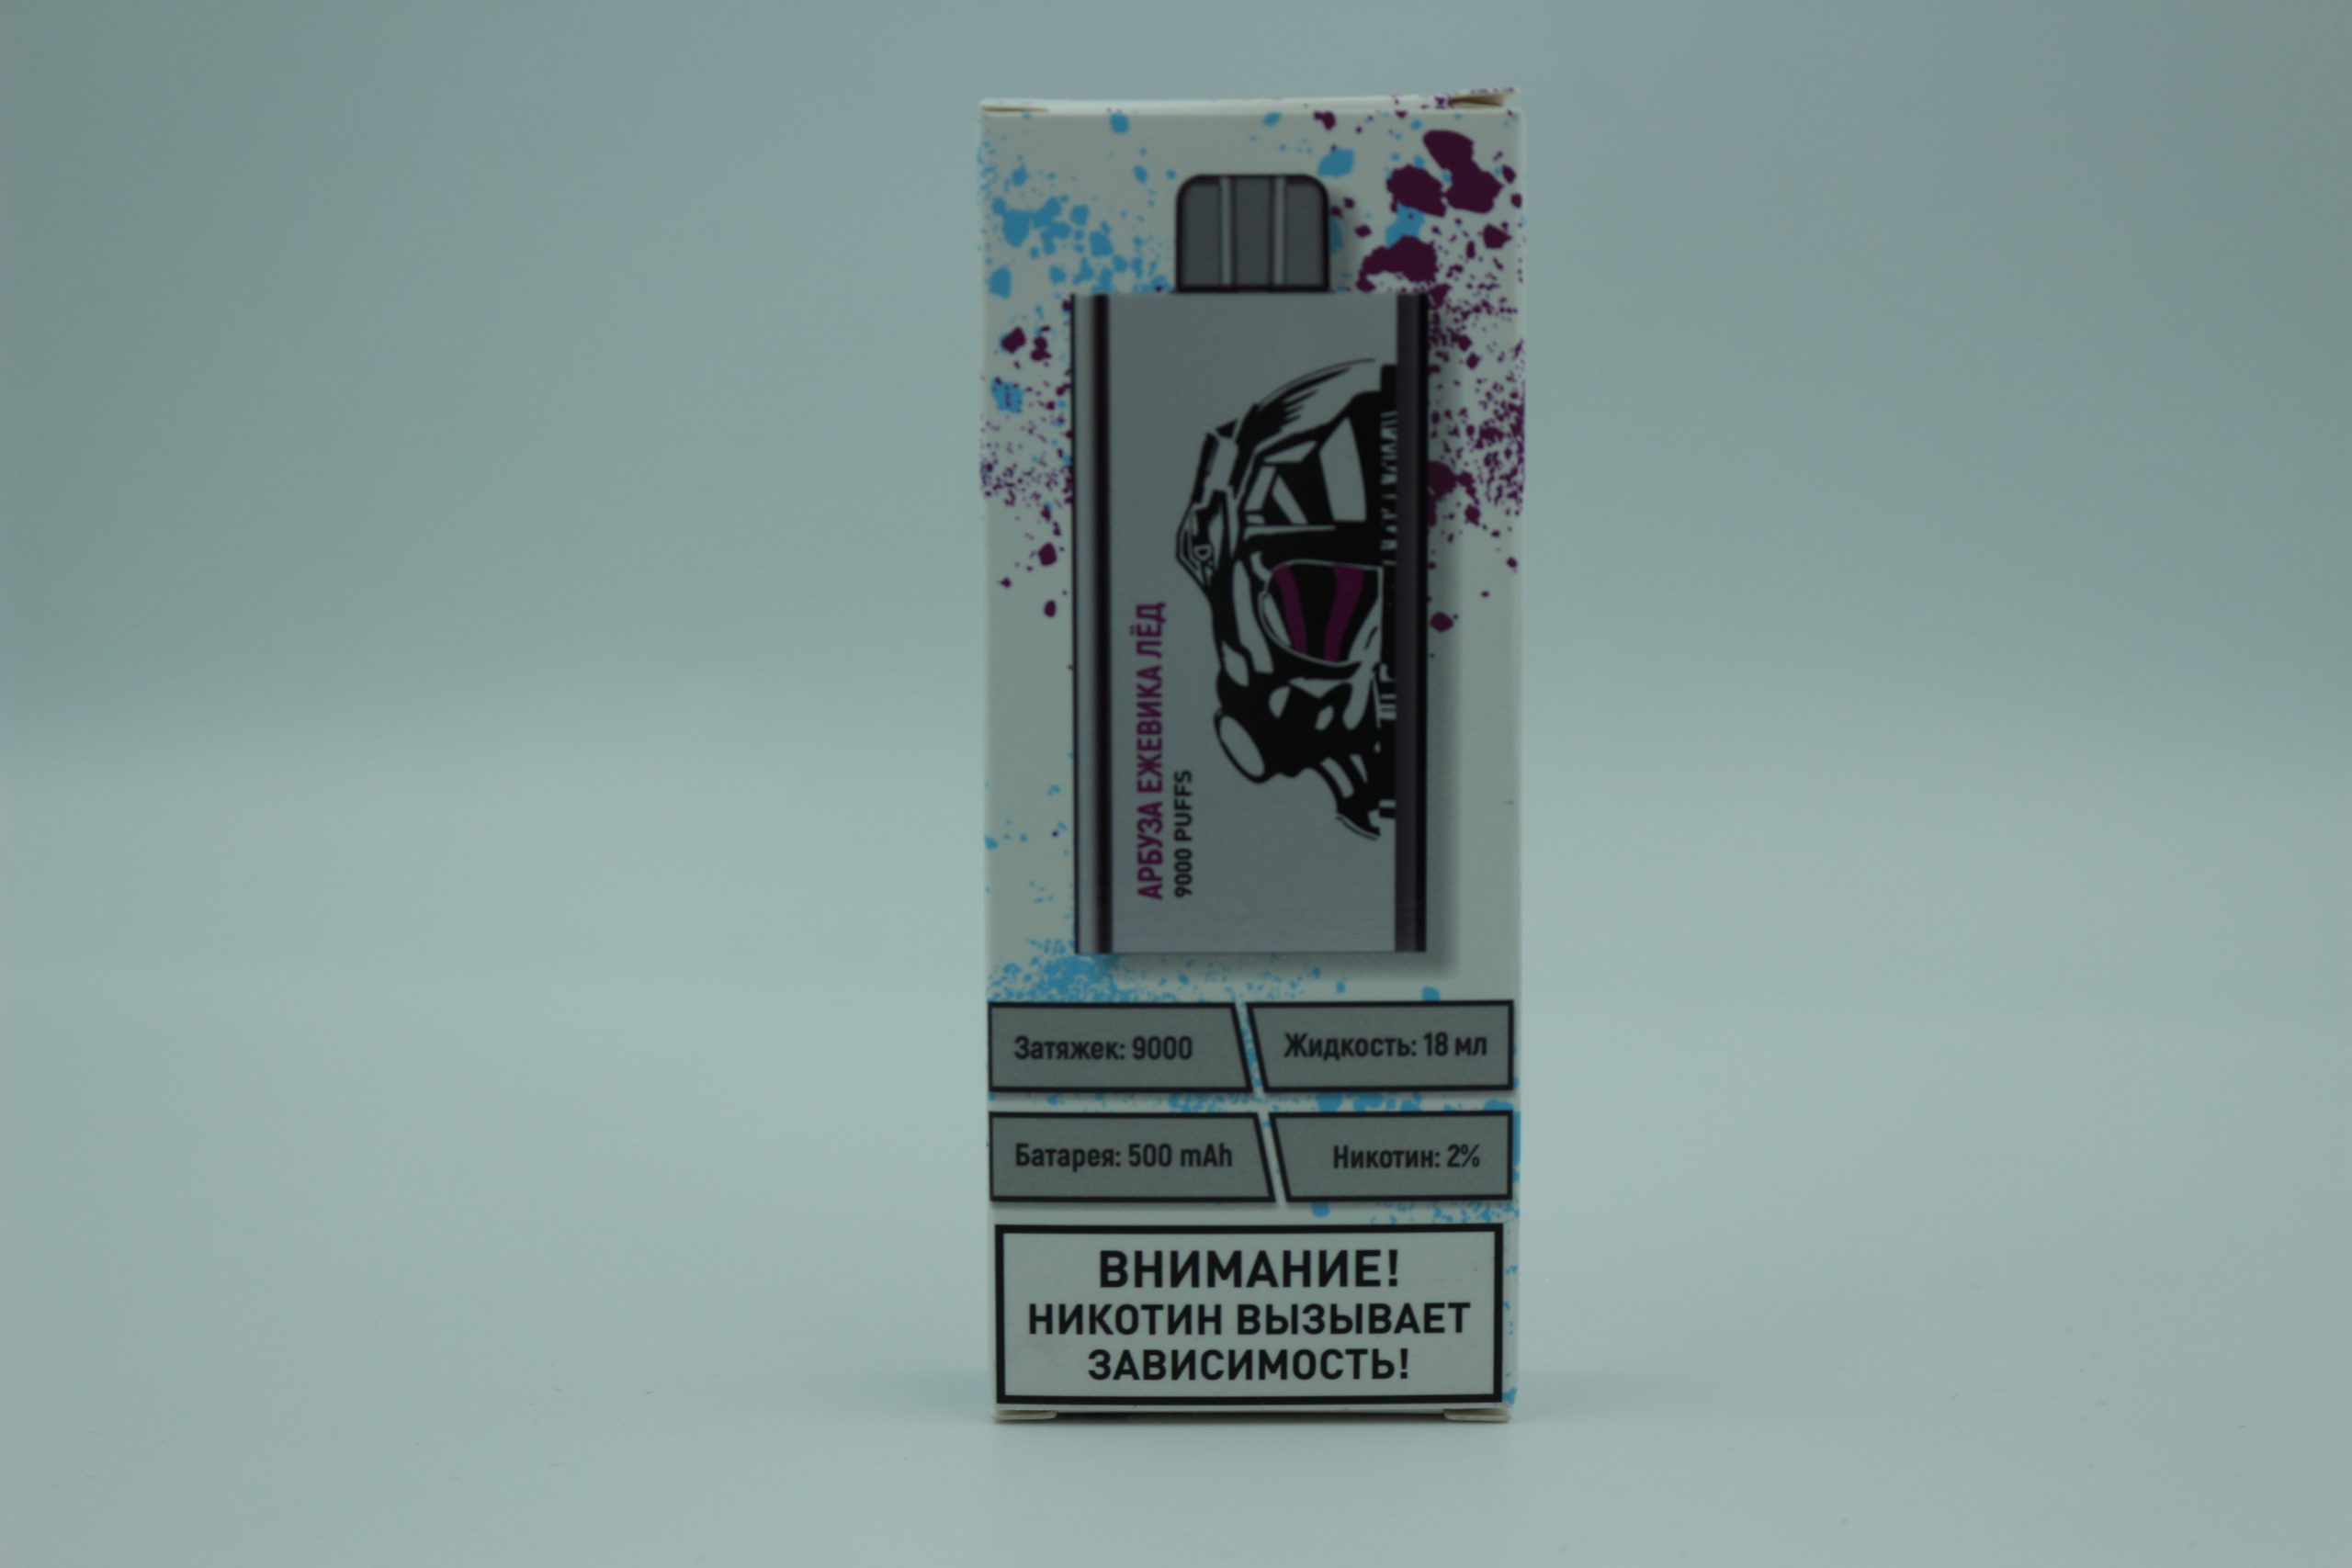 АРБУЗА ЕЖЕВИКА ЛЁД
9000 PUFFS
Затяжек: 9000
Жидкость: 18 мл
Батарея: 500 mAh
Никотин: 2%
ВНИМАНИЕ!
НИКОТИН ВЫЗЫВАЕТ
ЗАВИСИМОСТЬ!